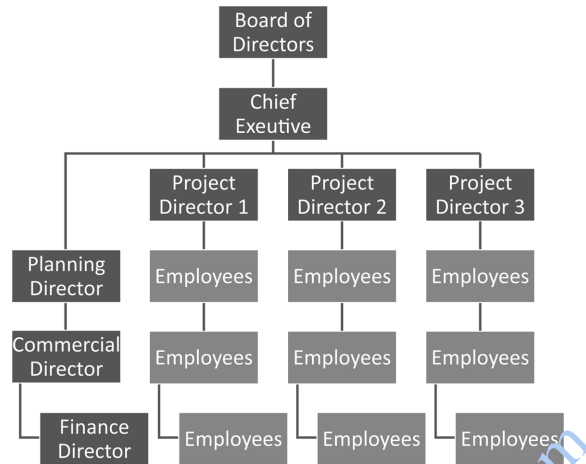 Board of
Directors
Chief
Exeutive
Project
Director 1
Project
Director 2
Project
Director 3
Planning
Director
Employees
Employees
Employees
Commercial
Director
Employees
Employees
Employees
Finance
Director
Employees
Employees
Employees
m